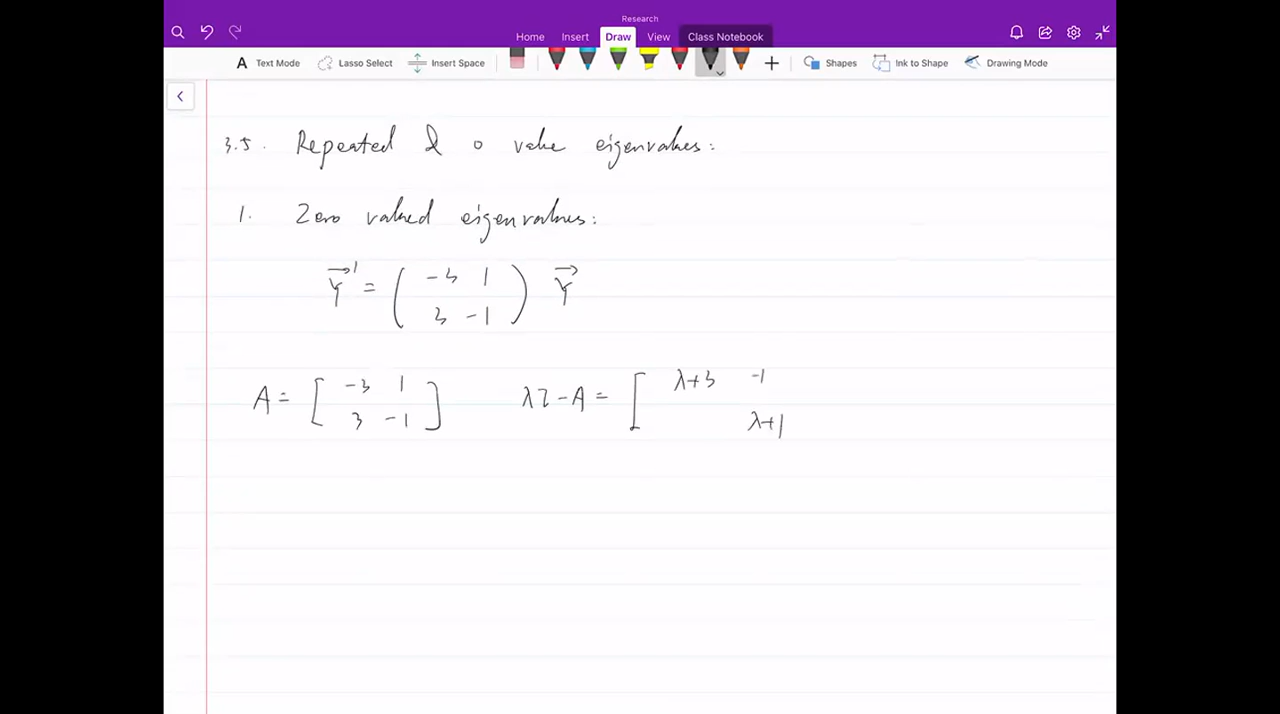 Research
Home Insert Draw View Class Notebook
A Text Mode Lasso Select Insert Space Shapes Ink to Shape Drawing Mode
3.5. Repeated & 0 value eigenvalues:
1. Zero valued eigenvalues:
Y⃗' = ( -3 1
3 -1 ) Y⃗
A = [ -3 1
3 -1 ] λI - A = [ λ+3 -1
λ+1